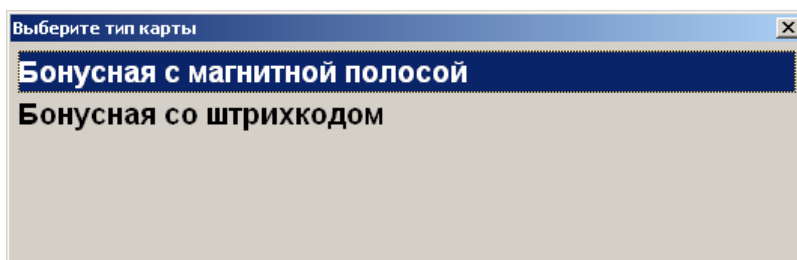 Выберите тип карты
Бонусная с магнитной полосой
Бонусная со штрихкодом